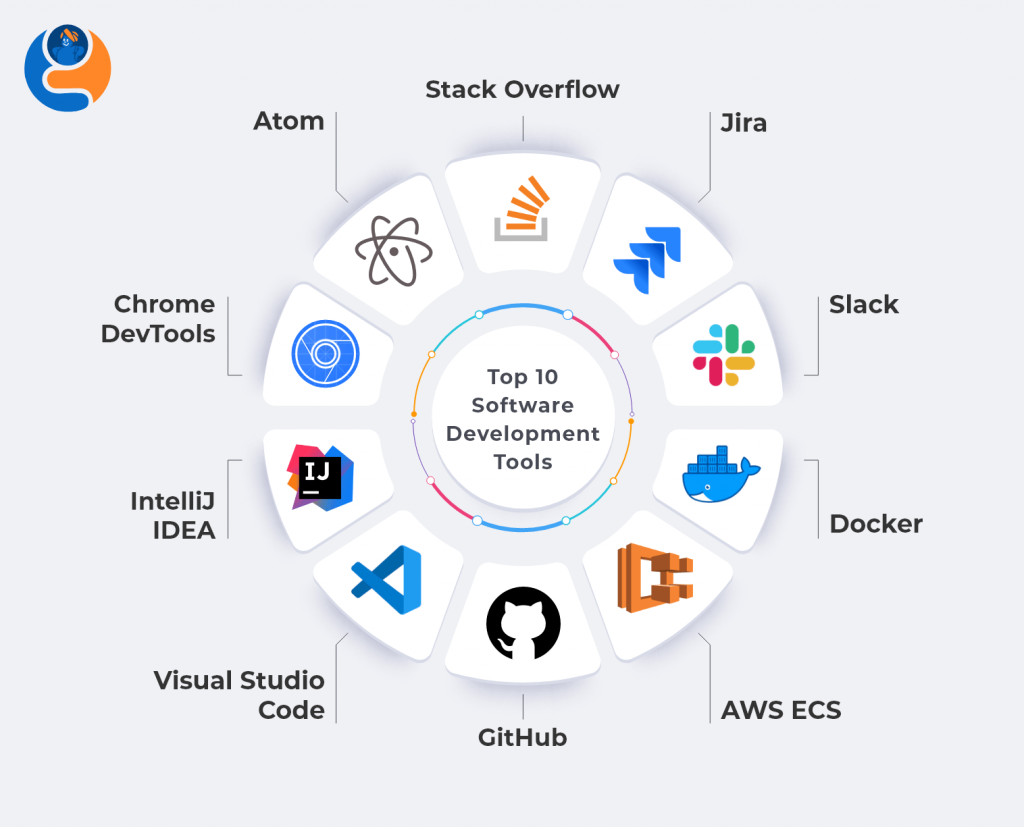 Stack Overflow
Atom
Jira
Chrome
DevTools
Slack
Top 10
Software
Development
Tools
IntelliJ
IDEA
IJ
Docker
Visual Studio
Code
AWS ECS
GitHub